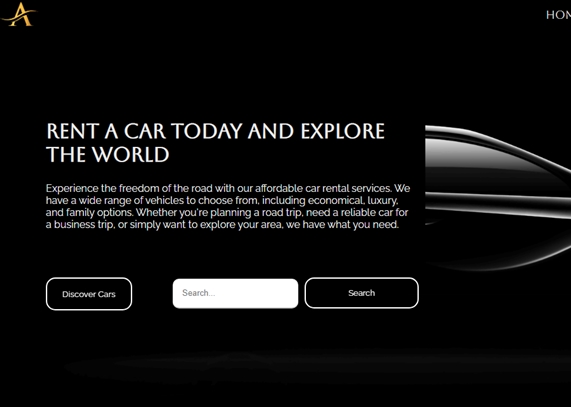 A
HOM
RENT A CAR TODAY AND EXPLORE
THE WORLD
Experience the freedom of the road with our affordable car rental services. We
have a wide range of vehicles to choose from, including economical, luxury,
and family options. Whether you're planning a road trip, need a reliable car for
a business trip, or simply want to explore your area, we have what you need.
Discover Cars
Search...
Search